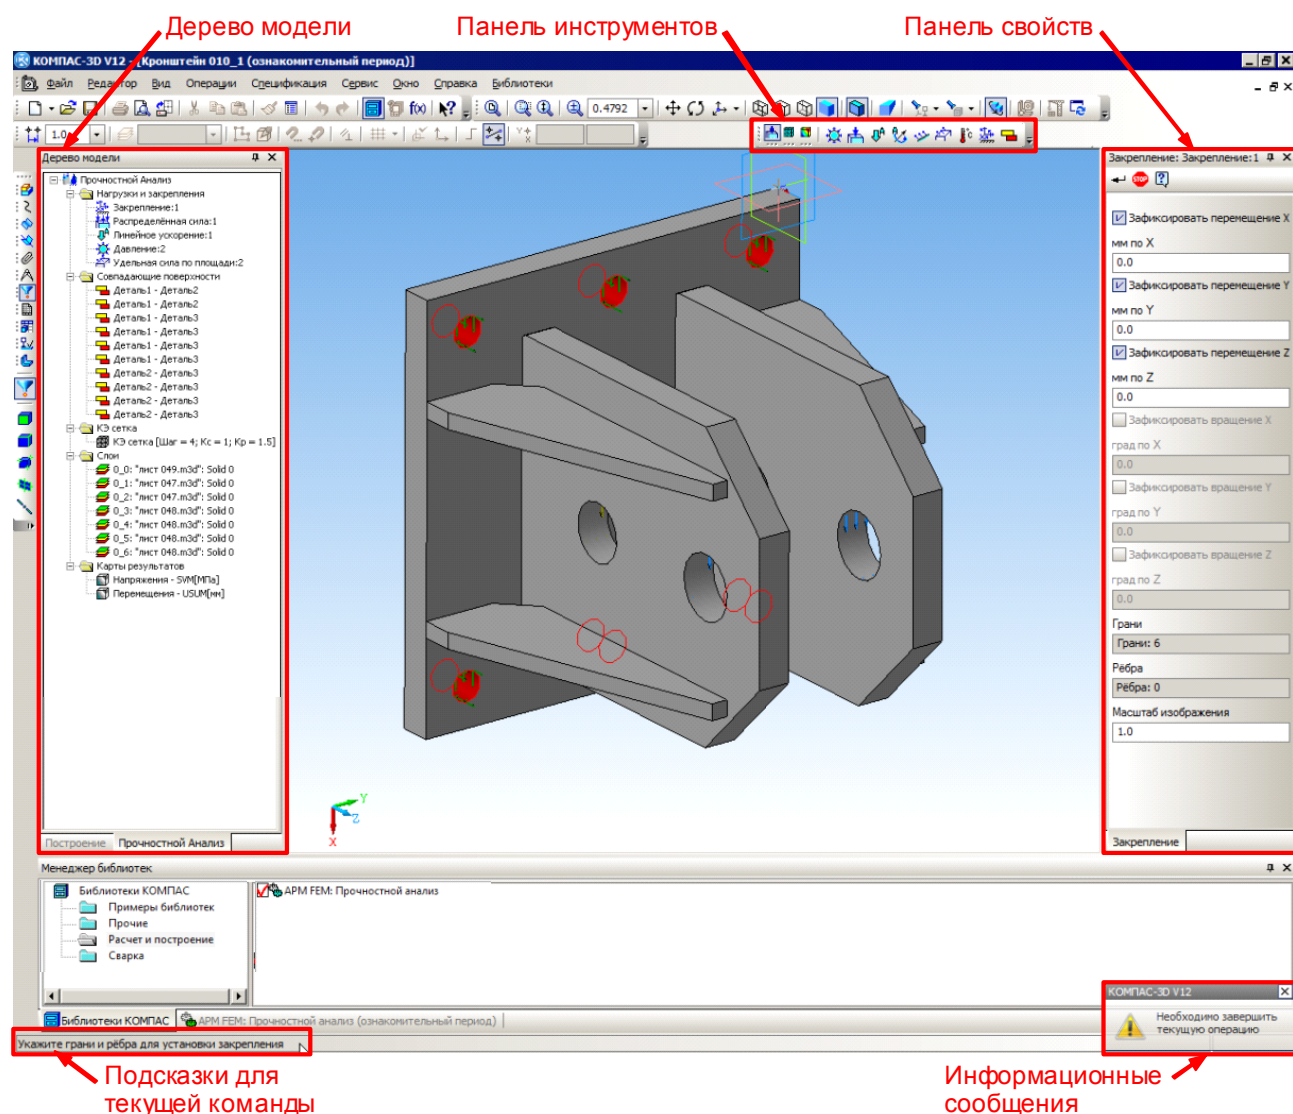 Дерево модели
Панель инструментов
Панель свойств
КОМПАС-3D V12 - [Кронштейн 010_1 (ознакомительный период)]
Файл Редактор Вид Операции Спецификация Сервис Окно Справка Библиотеки
0.4792
1.0
Дерево модели
Прочностной Анализ
Нагрузки и закрепления
Закрепление:1
Распределённая сила:1
Линейное ускорение:1
Давление:2
Удельная сила по площади:2
Совпадающие поверхности
Деталь1 - Деталь2
Деталь1 - Деталь2
Деталь1 - Деталь3
Деталь1 - Деталь3
Деталь1 - Деталь3
Деталь1 - Деталь3
Деталь2 - Деталь3
Деталь2 - Деталь3
Деталь2 - Деталь3
Деталь2 - Деталь3
КЭ сетка
КЭ сетка [Шаг = 4; Кс = 1; Кр = 1.5]
Слои
0_0: "лист 049.m3d": Solid 0
0_1: "лист 047.m3d": Solid 0
0_2: "лист 047.m3d": Solid 0
0_3: "лист 048.m3d": Solid 0
0_4: "лист 048.m3d": Solid 0
0_5: "лист 048.m3d": Solid 0
0_6: "лист 048.m3d": Solid 0
Карты результатов
Напряжения - SVM[МПа]
Перемещения - USUM[мм]
Построение Прочностной Анализ
Y
Z
X
Закрепление: Закрепление:1
STOP
Зафиксировать перемещение X
мм по X
0.0
Зафиксировать перемещение Y
мм по Y
0.0
Зафиксировать перемещение Z
мм по Z
0.0
Зафиксировать вращение X
град по X
0.0
Зафиксировать вращение Y
град по Y
0.0
Зафиксировать вращение Z
град по Z
0.0
Грани
Грани: 6
Рёбра
Рёбра: 0
Масштаб изображения
1.0
Закрепление
Менеджер библиотек
Библиотеки КОМПАС
Примеры библиотек
Прочие
Расчет и построение
Сварка
APM FEM: Прочностной анализ
Библиотеки КОМПАС APM FEM: Прочностной анализ (ознакомительный период)
КОМПАС-3D V12
Необходимо завершить
текущую операцию
Укажите грани и рёбра для установки закрепления
Подсказки для
текущей команды
Информационные
сообщения